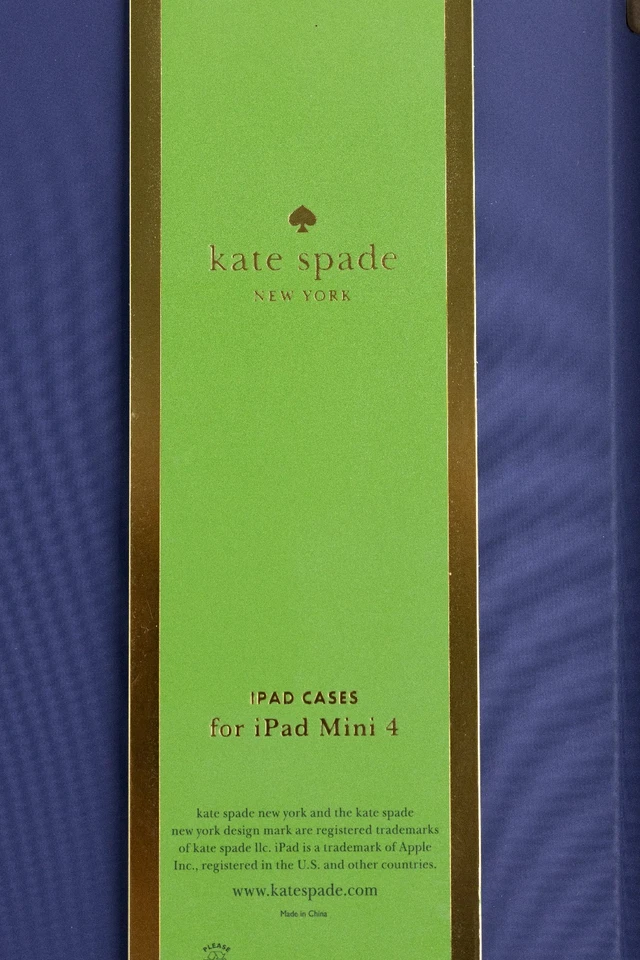 kate spade
NEW YORK
IPAD CASES
for iPad Mini 4
kate spade new york and the kate spade
new york design mark are registered trademarks
of kate spade llc. iPad is a trademark of Apple
Inc., registered in the U.S. and other countries.
www.katespade.com
Made in China
PLEASE